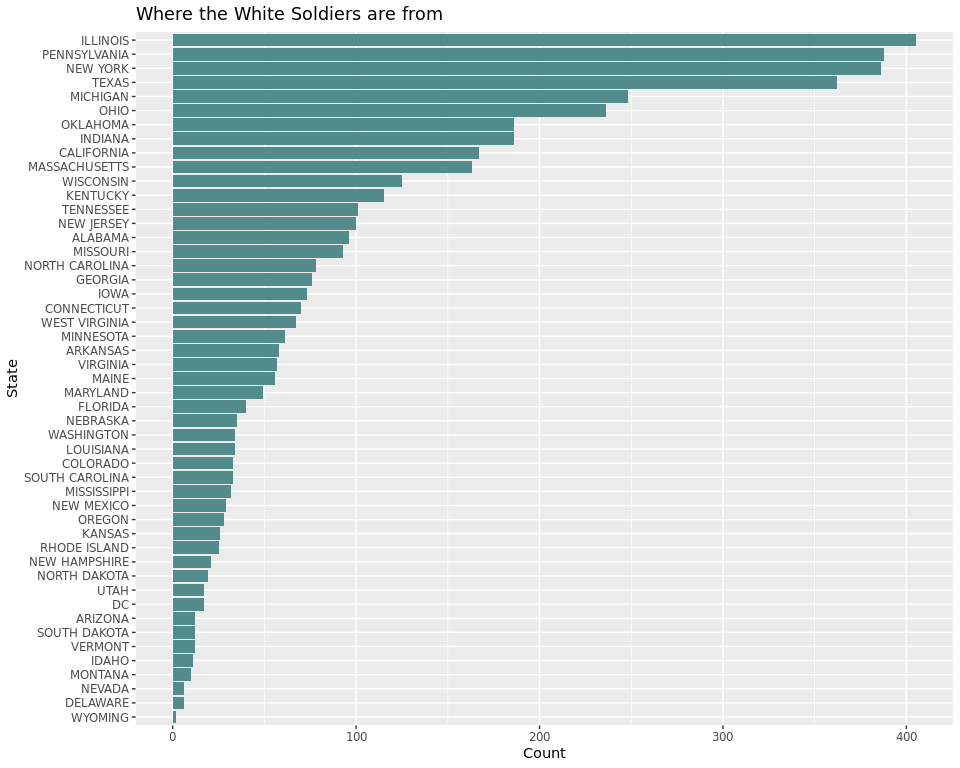 Where the White Soldiers are from
ILLINOIS
PENNSYLVANIA
NEW YORK
TEXAS
MICHIGAN
OHIO
OKLAHOMA
INDIANA
CALIFORNIA
MASSACHUSETTS
WISCONSIN
KENTUCKY
TENNESSEE
NEW JERSEY
ALABAMA
MISSOURI
NORTH CAROLINA
GEORGIA
IOWA
CONNECTICUT
WEST VIRGINIA
MINNESOTA
ARKANSAS
VIRGINIA
MAINE
MARYLAND
FLORIDA
NEBRASKA
WASHINGTON
LOUISIANA
COLORADO
SOUTH CAROLINA
MISSISSIPPI
NEW MEXICO
OREGON
KANSAS
RHODE ISLAND
NEW HAMPSHIRE
NORTH DAKOTA
UTAH
DC
ARIZONA
SOUTH DAKOTA
VERMONT
IDAHO
MONTANA
NEVADA
DELAWARE
WYOMING
State
0 100 200 300 400
Count